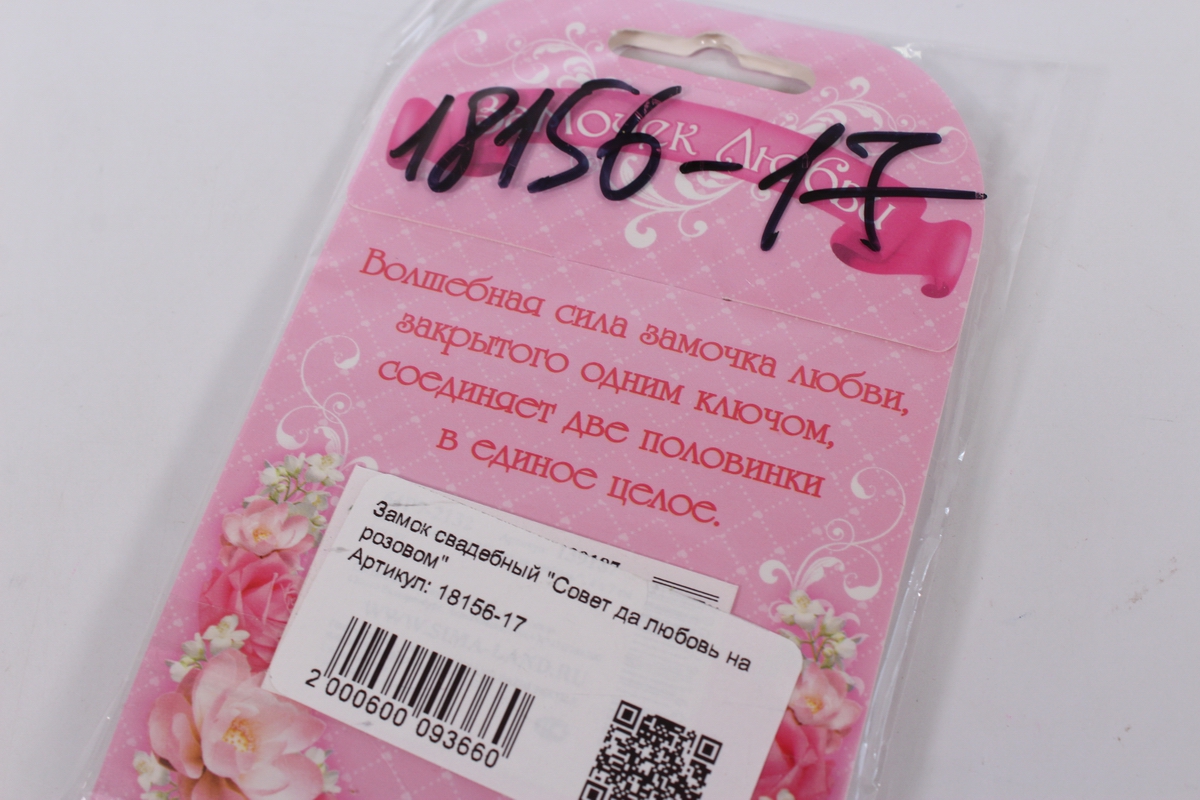 18156-17
Замочек Любви
Волшебная сила замочка любви,
закрытого одним ключом,
соединяет две половинки
в единое целое.
Замок свадебный "Совет да любовь на
розовом"
Артикул: 18156-17
2 000600 093660